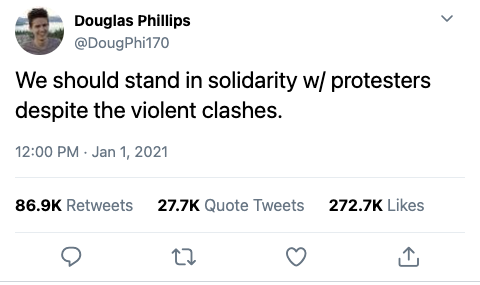 Douglas Phillips
@DougPhi170
We should stand in solidarity w/ protesters
despite the violent clashes.
12:00 PM · Jan 1, 2021
86.9K Retweets 27.7K Quote Tweets 272.7K Likes